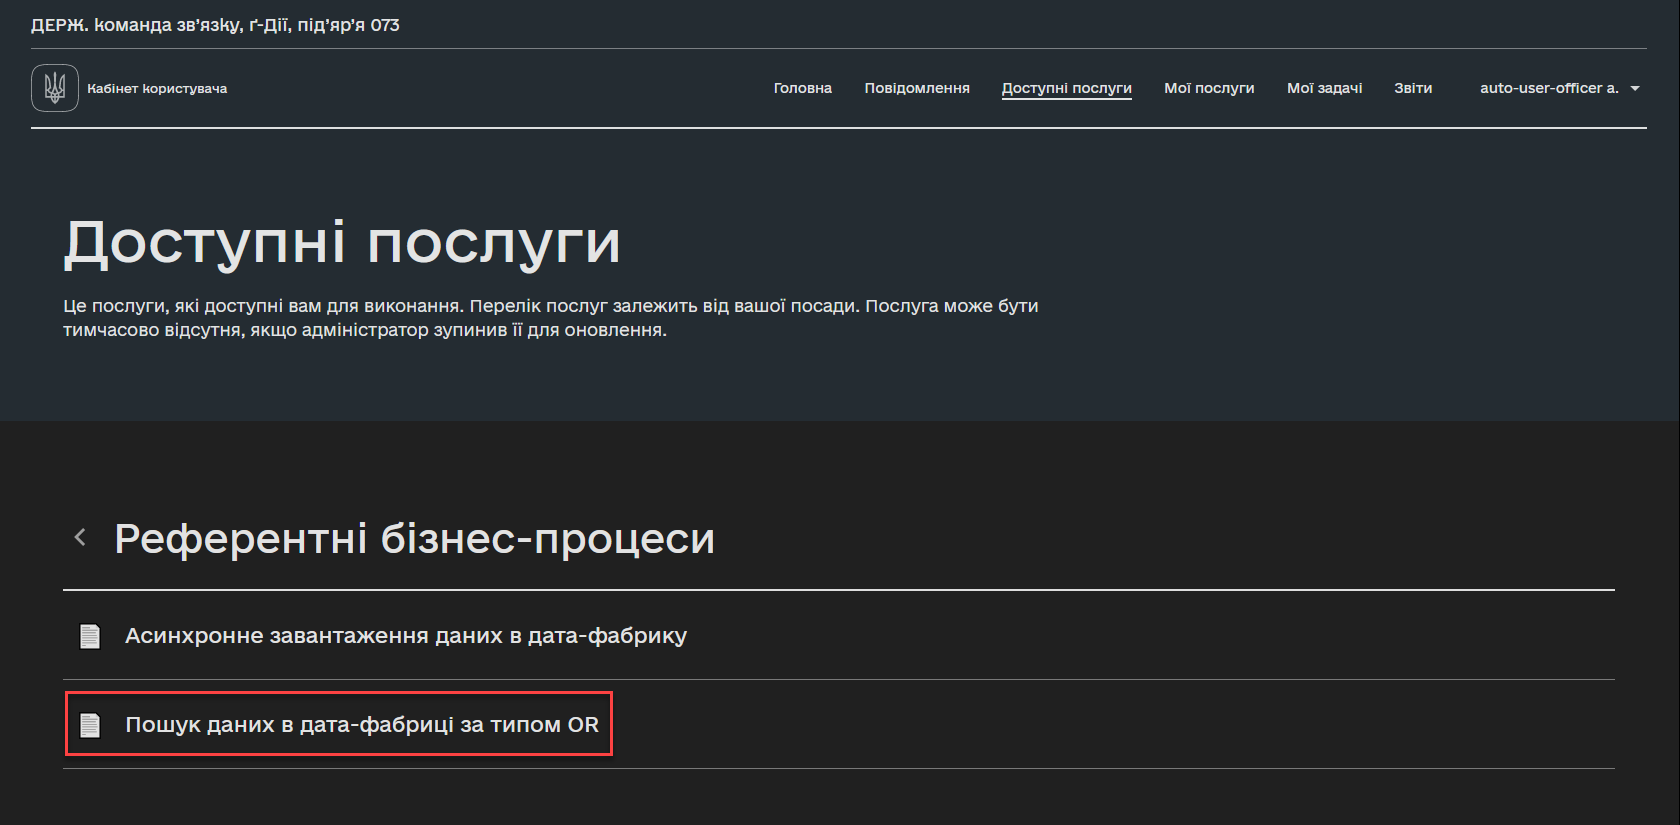 ДЕРЖ. команда зв'язку, ґ-Дії, під'яр'я 073
Кабінет користувача
Головна
Повідомлення
Доступні послуги
Мої послуги
Мої задачі
Звіти
auto-user-officer a.
Доступні послуги
Це послуги, які доступні вам для виконання. Перелік послуг залежить від вашої посади. Послуга може бути
тимчасово відсутня, якщо адміністратор зупинив її для оновлення.
Референтні бізнес-процеси
Асинхронне завантаження даних в дата-фабрику
Пошук даних в дата-фабриці за типом OR